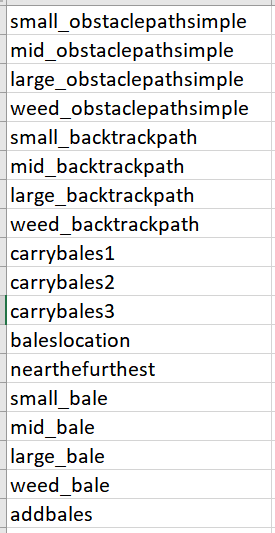 small_obstaclepathsimple
mid_obstaclepathsimple
large_obstaclepathsimple
weed_obstaclepathsimple
small_backtrackpath
mid_backtrackpath
large_backtrackpath
weed_backtrackpath
carrybales1
carrybales2
carrybales3
baleslocation
nearthefurthest
small_bale
mid_bale
large_bale
weed_bale
addbales